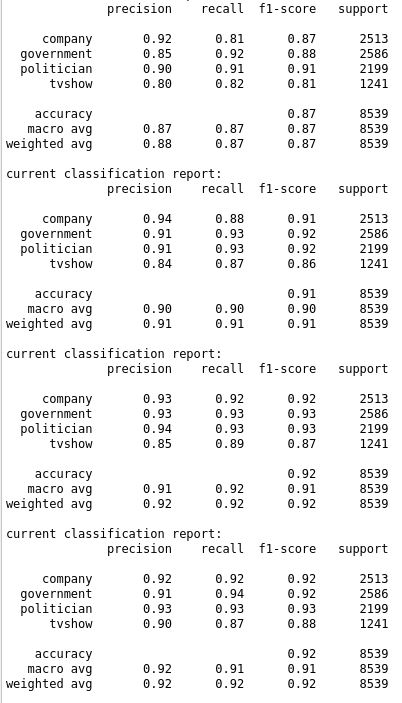 precision recall f1-score support
company 0.92 0.81 0.87 2513
government 0.85 0.92 0.88 2586
politician 0.90 0.91 0.91 2199
tvshow 0.80 0.82 0.81 1241
accuracy 0.87 8539
macro avg 0.87 0.87 0.87 8539
weighted avg 0.88 0.87 0.87 8539
current classification report:
precision recall f1-score support
company 0.94 0.88 0.91 2513
government 0.91 0.93 0.92 2586
politician 0.91 0.93 0.92 2199
tvshow 0.84 0.87 0.86 1241
accuracy 0.91 8539
macro avg 0.90 0.90 0.90 8539
weighted avg 0.91 0.91 0.91 8539
current classification report:
precision recall f1-score support
company 0.93 0.92 0.92 2513
government 0.93 0.93 0.93 2586
politician 0.94 0.93 0.93 2199
tvshow 0.85 0.89 0.87 1241
accuracy 0.92 8539
macro avg 0.91 0.92 0.91 8539
weighted avg 0.92 0.92 0.92 8539
current classification report:
precision recall f1-score support
company 0.92 0.92 0.92 2513
government 0.91 0.94 0.92 2586
politician 0.93 0.93 0.93 2199
tvshow 0.90 0.87 0.88 1241
accuracy 0.92 8539
macro avg 0.92 0.91 0.91 8539
weighted avg 0.92 0.92 0.92 8539